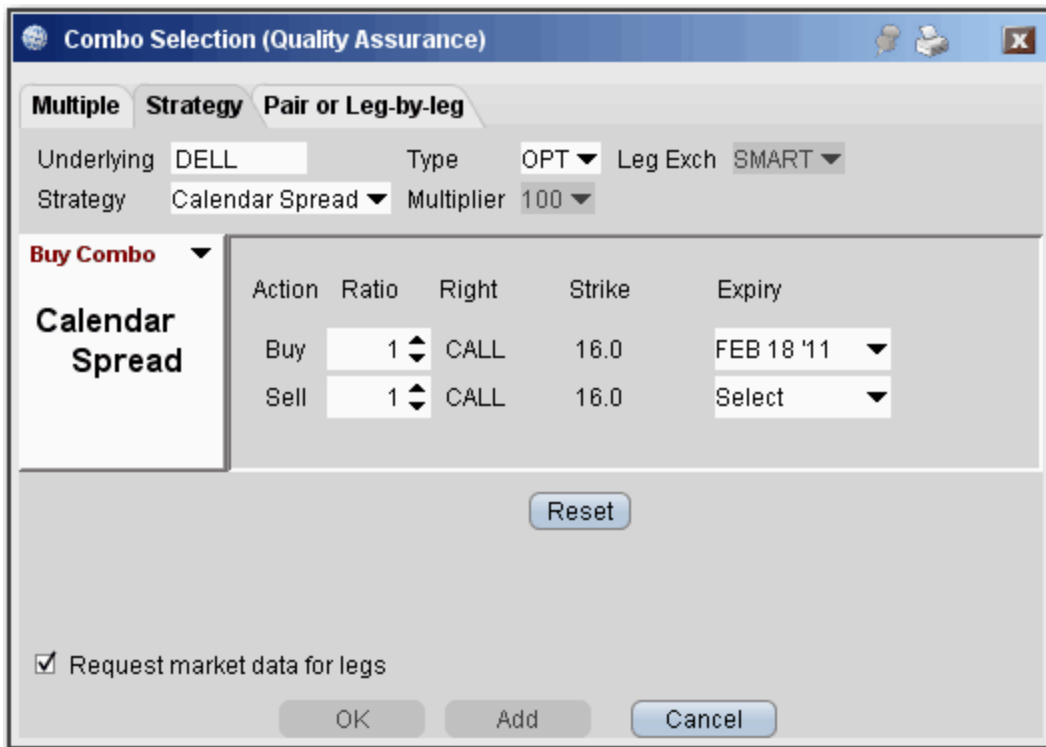 Combo Selection (Quality Assurance)
Multiple Strategy Pair or Leg-by-leg
Underlying DELL Type OPT Leg Exch SMART
Strategy Calendar Spread Multiplier 100
Buy Combo
Calendar
Spread
Action Ratio Right Strike Expiry
Buy 1 CALL 16.0 FEB 18 '11
Sell 1 CALL 16.0 Select
Reset
Request market data for legs
OK Add Cancel